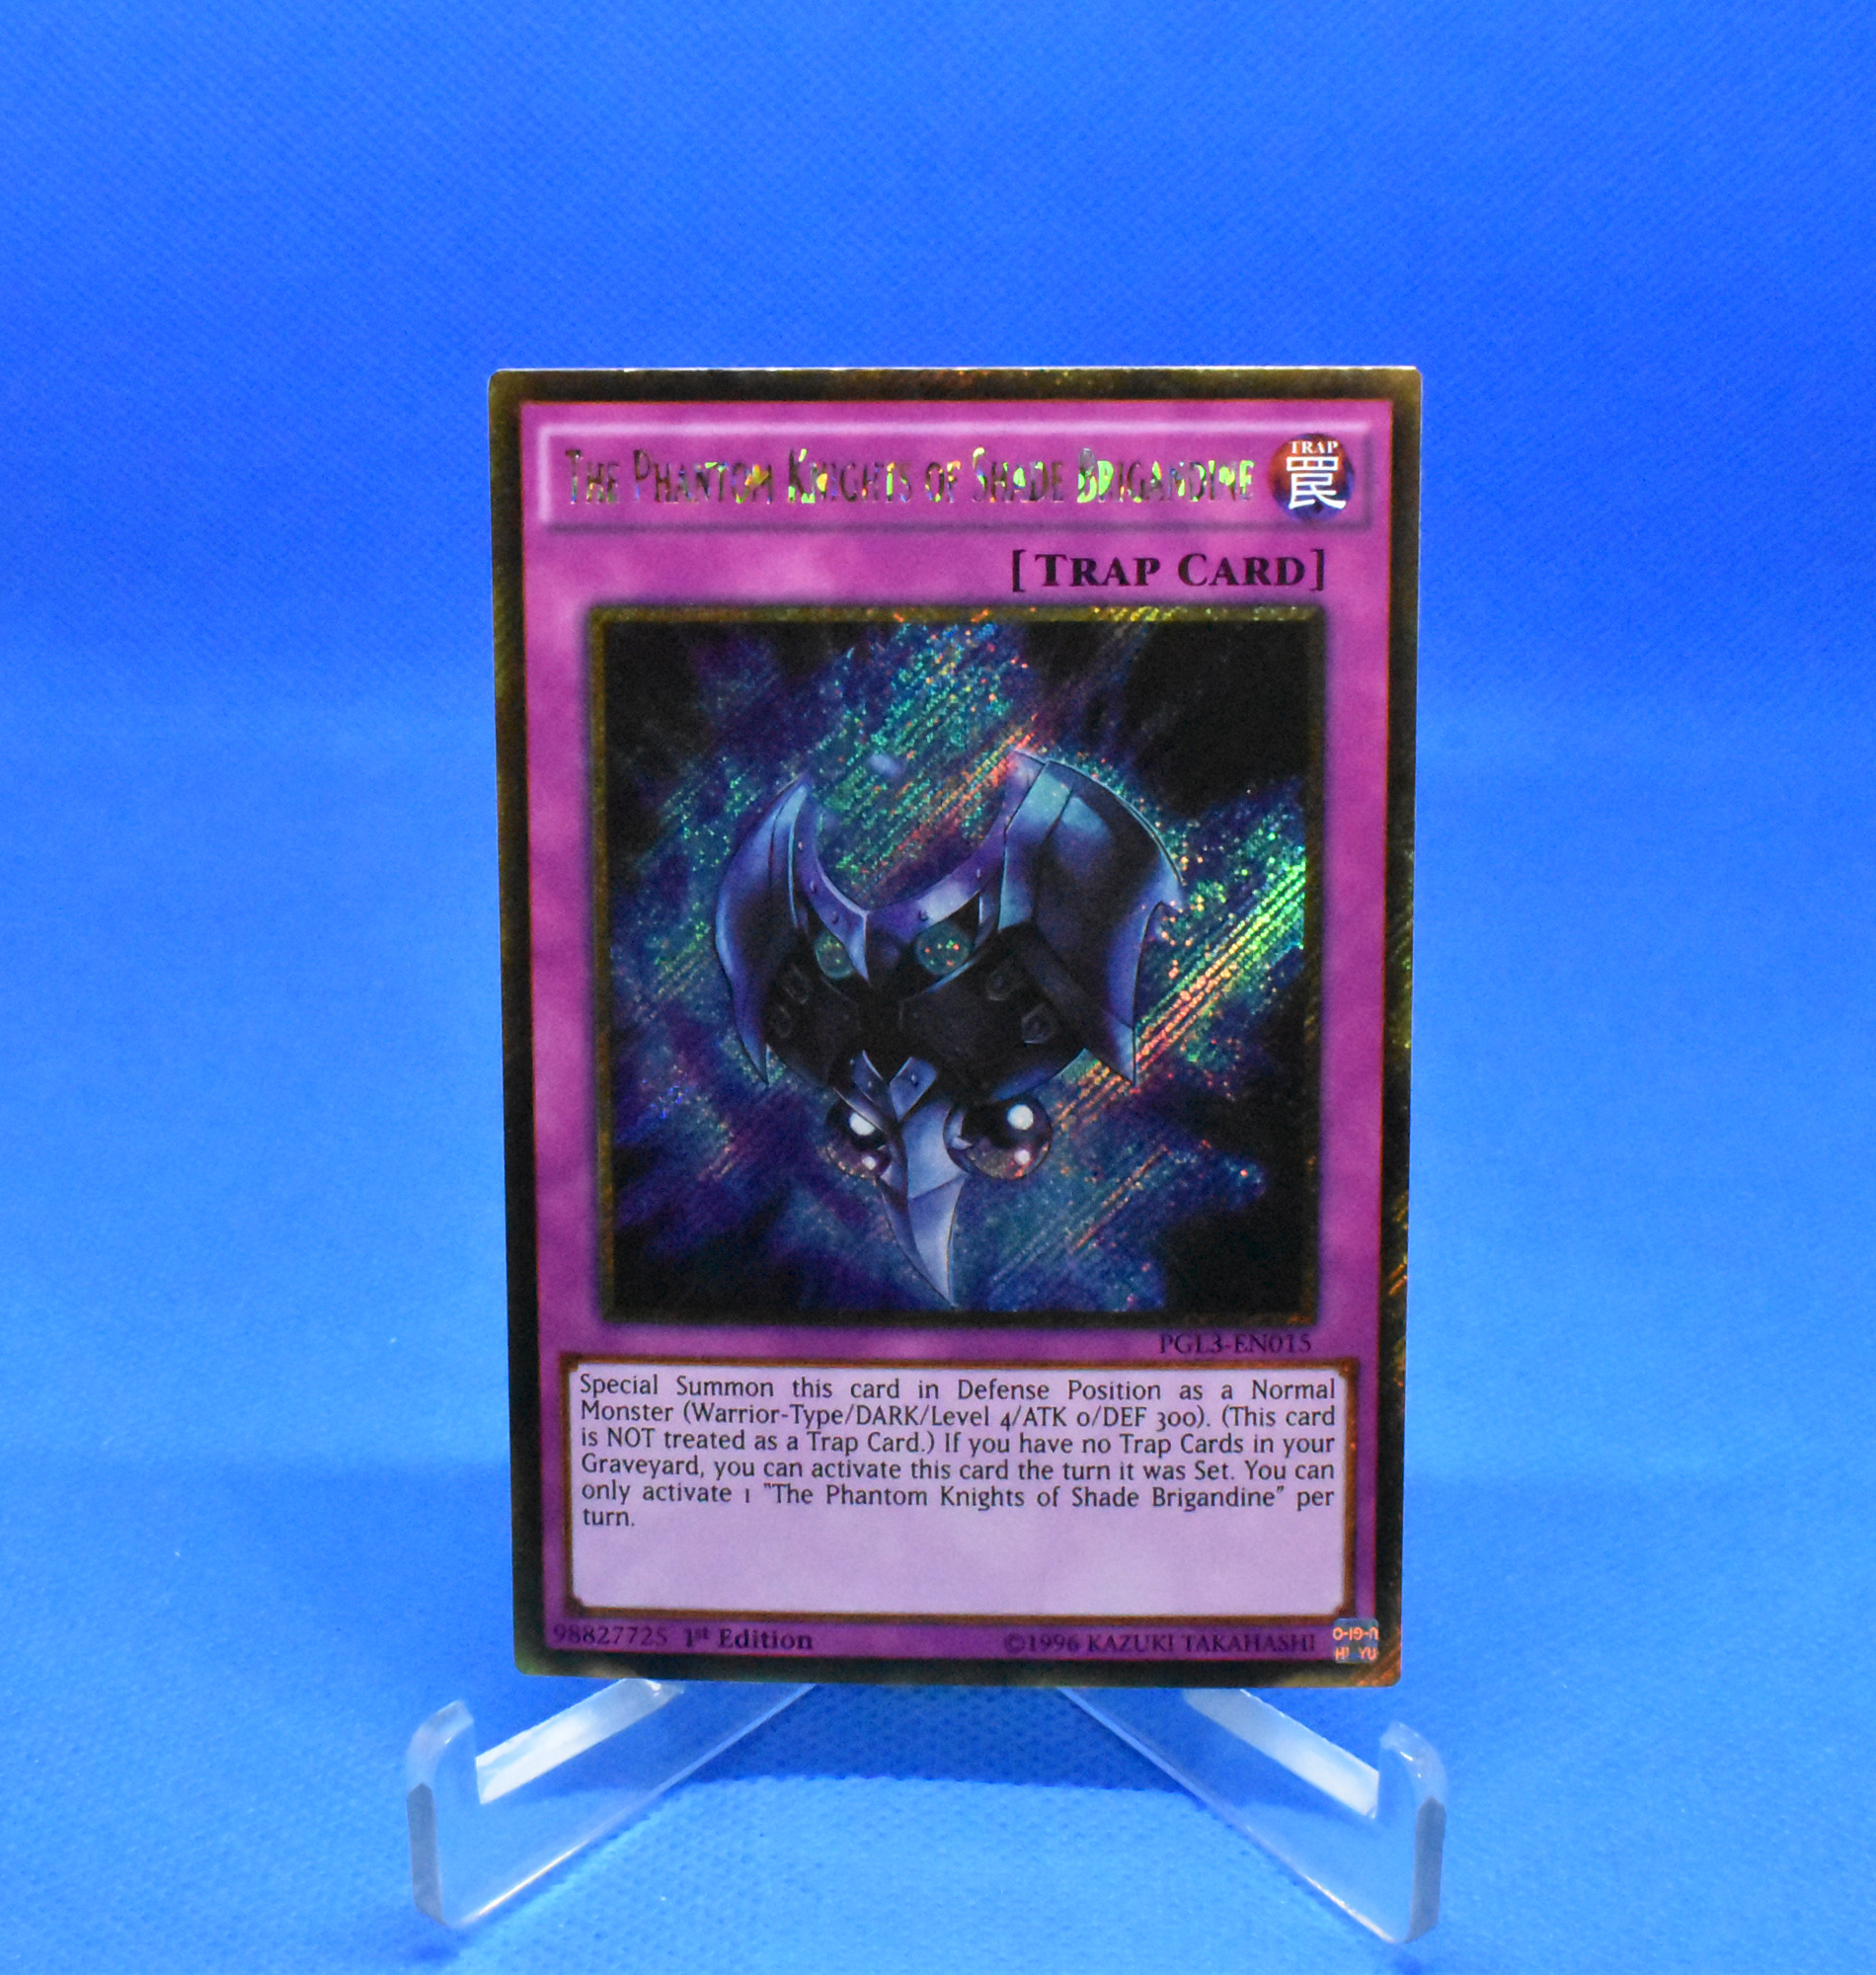 The Phantom Knights of Shade Brigandine
TRAP
罠
[TRAP CARD]
PGL3-EN015
Special Summon this card in Defense Position as a Normal
Monster (Warrior-Type/DARK/Level 4/ATK 0/DEF 300). (This card
is NOT treated as a Trap Card.) If you have no Trap Cards in your
Graveyard, you can activate this card the turn it was Set. You can
only activate 1 "The Phantom Knights of Shade Brigandine" per
turn.
98827725 1st Edition ©1996 KAZUKI TAKAHASHI